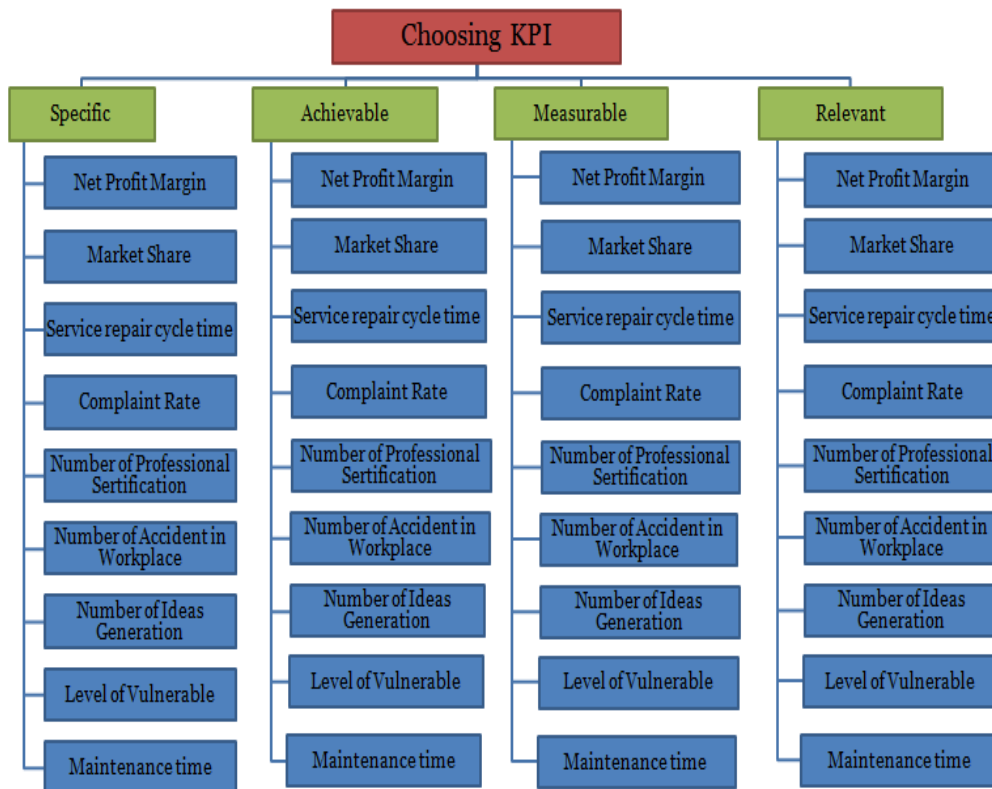 Choosing KPI
Specific
Achievable
Measurable
Relevant
Net Profit Margin
Market Share
Service repair cycle time
Complaint Rate
Number of Professional
Sertification
Number of Accident in
Workplace
Number of Ideas
Generation
Level of Vulnerable
Maintenance time
Net Profit Margin
Market Share
Service repair cycle time
Complaint Rate
Number of Professional
Sertification
Number of Accident in
Workplace
Number of Ideas
Generation
Level of Vulnerable
Maintenance time
Net Profit Margin
Market Share
Service repair cycle time
Complaint Rate
Number of Professional
Sertification
Number of Accident in
Workplace
Number of Ideas
Generation
Level of Vulnerable
Maintenance time
Net Profit Margin
Market Share
Service repair cycle time
Complaint Rate
Number of Professional
Sertification
Number of Accident in
Workplace
Number of Ideas
Generation
Level of Vulnerable
Maintenance time